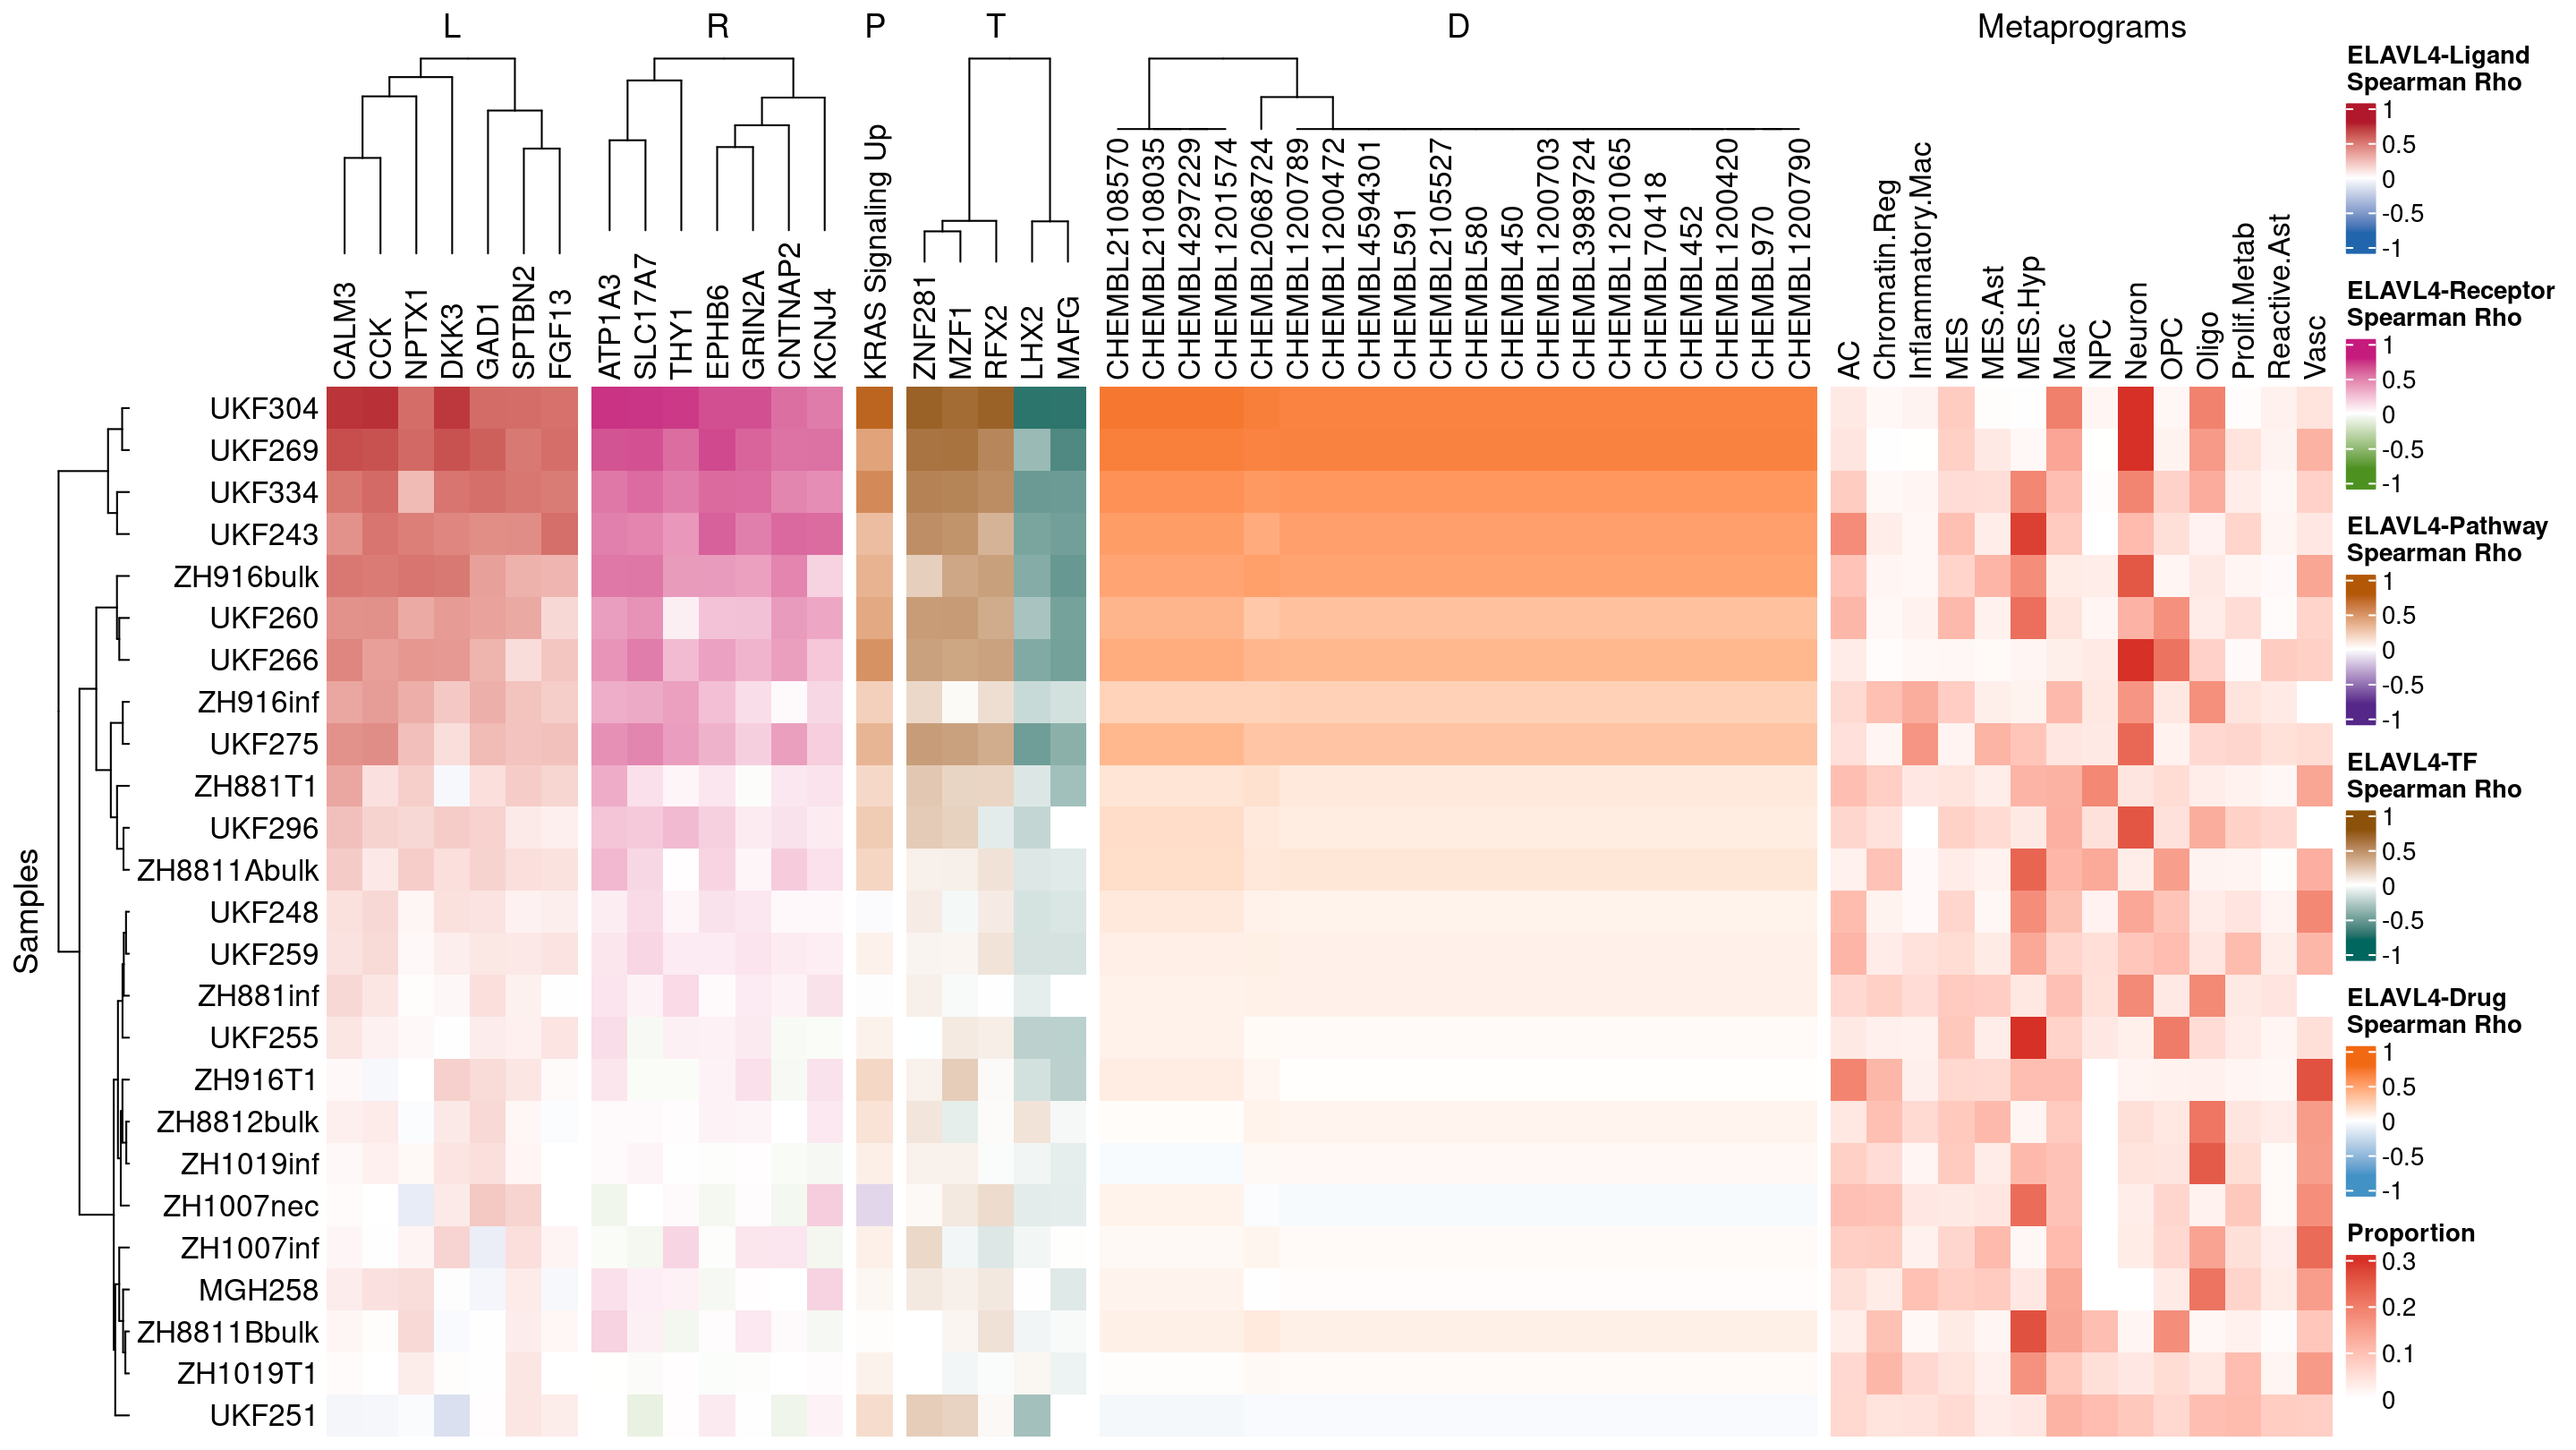 L R P T D Metaprograms
CALM3
CCK
NPTX1
DKK3
GAD1
SPTBN2
FGF13
ATP1A3
SLC17A7
THY1
EPHB6
GRIN2A
CNTNAP2
KCNJ4
KRAS Signaling Up
ZNF281
MZF1
RFX2
LHX2
MAFG
CHEMBL2108570
CHEMBL2108035
CHEMBL4297229
CHEMBL1201574
CHEMBL2068724
CHEMBL1200789
CHEMBL1200472
CHEMBL4594301
CHEMBL591
CHEMBL2105527
CHEMBL580
CHEMBL450
CHEMBL1200703
CHEMBL3989724
CHEMBL1201065
CHEMBL704418
CHEMBL452
CHEMBL1200420
CHEMBL970
CHEMBL1200790
AC
Chromatin.Reg
Inflammatory.Mac
MES
MES.Ast
MES.Hyp
Mac
NPC
Neuron
OPC
Oligo
Prolif.Metab
Reactive.Ast
Vasc
Samples
UKF304
UKF269
UKF334
UKF243
ZH916bulk
UKF260
UKF266
ZH916inf
UKF275
ZH881T1
UKF296
ZH8811Abulk
UKF248
UKF259
ZH881inf
UKF255
ZH916T1
ZH8812bulk
ZH1019inf
ZH1007nec
ZH1007inf
MGH258
ZH8811Bbulk
ZH1019T1
UKF251
ELAVL4-Ligand
Spearman Rho
1
0.5
0
-0.5
-1
ELAVL4-Receptor
Spearman Rho
1
0.5
0
-0.5
-1
ELAVL4-Pathway
Spearman Rho
1
0.5
0
-0.5
-1
ELAVL4-TF
Spearman Rho
1
0.5
0
-0.5
-1
ELAVL4-Drug
Spearman Rho
1
0.5
0
-0.5
-1
Proportion
0.3
0.2
0.1
0